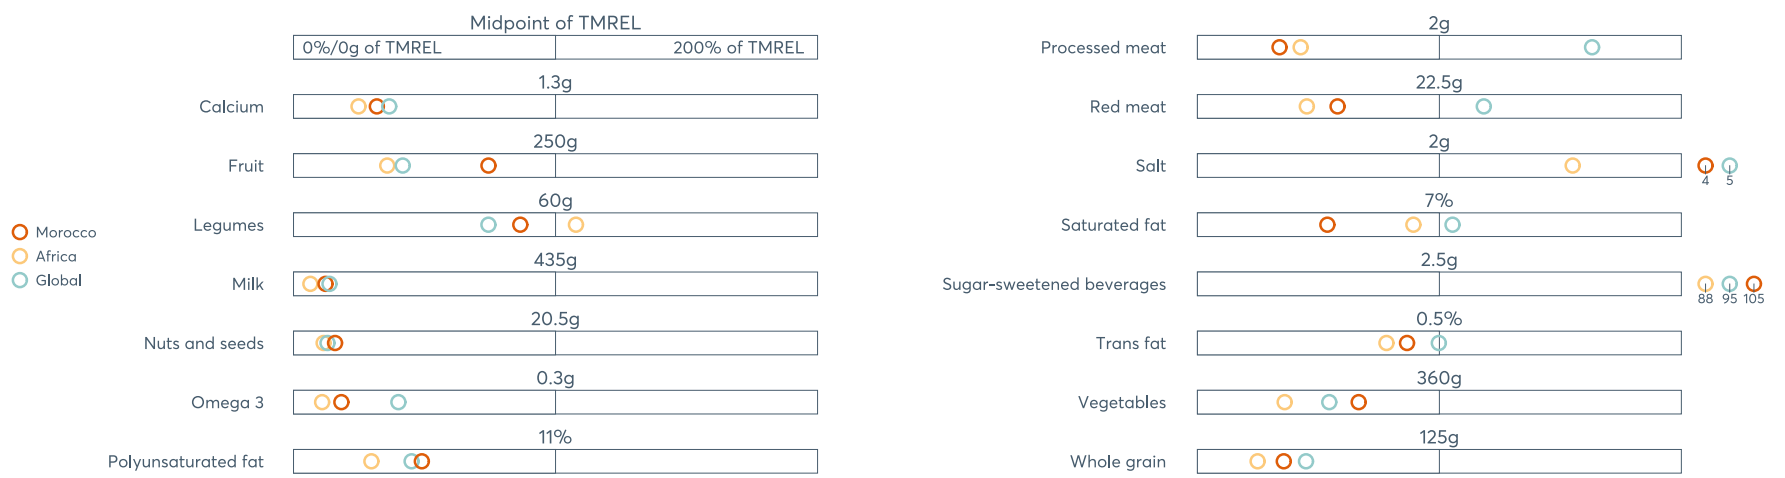 Midpoint of TMREL
0%/0g of TMREL 200% of TMREL
1.3g
Calcium
250g
Fruit
60g
Legumes
435g
Milk
20.5g
Nuts and seeds
0.3g
Omega 3
11%
Polyunsaturated fat
Morocco
Africa
Global
2g
Processed meat
22.5g
Red meat
2g
Salt
4 5
7%
Saturated fat
2.5g
Sugar-sweetened beverages
88 95 105
0.5%
Trans fat
360g
Vegetables
125g
Whole grain